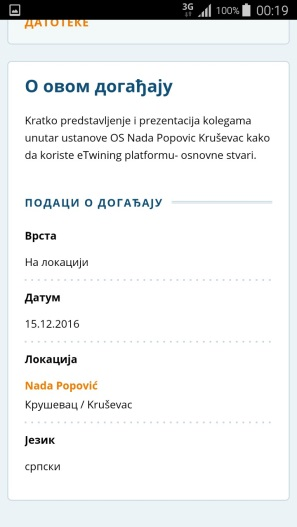 3G
100% 00:19
ДАТОТЕКЕ
О овом догађају
Kratko predstavljenje i prezentacija kolegama
unutar ustanove OS Nada Popovic Kruševac kako
da koriste eTwining platformu- osnovne stvari.
ПОДАЦИ О ДОГАЂАЈУ
Врста
На локацији
Датум
15.12.2016
Локација
Nada Popović
Крушевац / Kruševac
Језик
српски